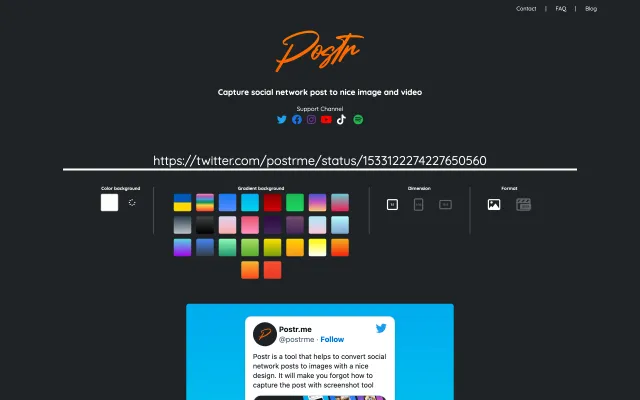 Contact | FAQ | Blog
Postr
Capture social network post to nice image and video
Support Channel
https://twitter.com/postrme/status/1533122274227650560
Color background
Gradient background
Dimension
Format
Postr.me
@postrme · Follow
Postr is a tool that helps to convert social
network posts to images with a nice
design. It will make you forgot how to
capture the post with screenshot tool